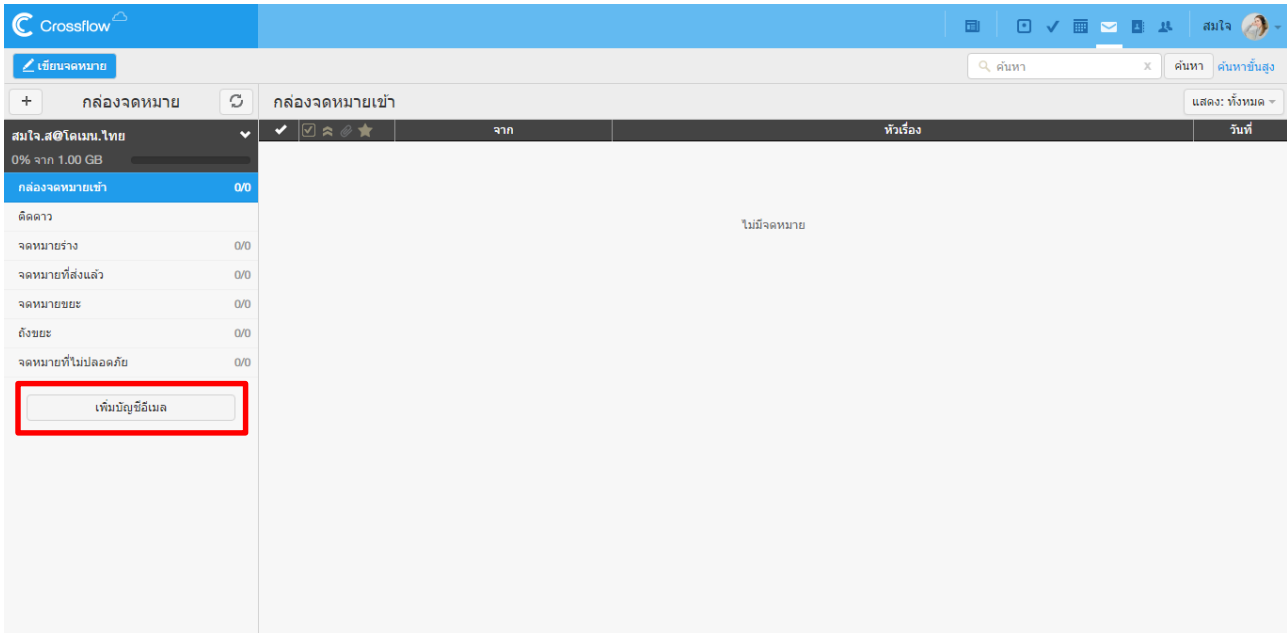 Crossflow
สมใจ
เขียนจดหมาย
ค้นหา x ค้นหา ค้นหาขั้นสูง
+ กล่องจดหมาย
กล่องจดหมายเข้า
แสดง: ทั้งหมด
สมใจ.ส@โดเมน.ไทย
จาก หัวเรื่อง วันที่
0% จาก 1.00 GB
กล่องจดหมายเข้า 0/0
ติดดาว
ไม่มีจดหมาย
จดหมายร่าง 0/0
จดหมายที่ส่งแล้ว 0/0
จดหมายขยะ 0/0
ถังขยะ 0/0
จดหมายที่ไม่ปลอดภัย 0/0
เพิ่มบัญชีอีเมล